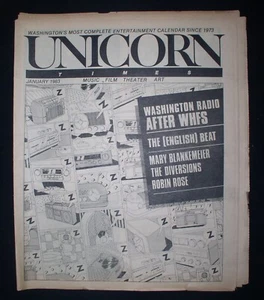 WASHINGTON'S MOST COMPLETE ENTERTAINMENT CALENDAR SINCE 1973
UNICORN
TIMES
JANUARY 1983 MUSIC FILM THEATER ART
WASHINGTON RADIO
AFTER WHFS
THE (ENGLISH) BEAT
MARY BLANKEMEIER
THE DIVERSIONS
ROBIN ROSE
Z
Z
Z
Z
Z
Z
Z